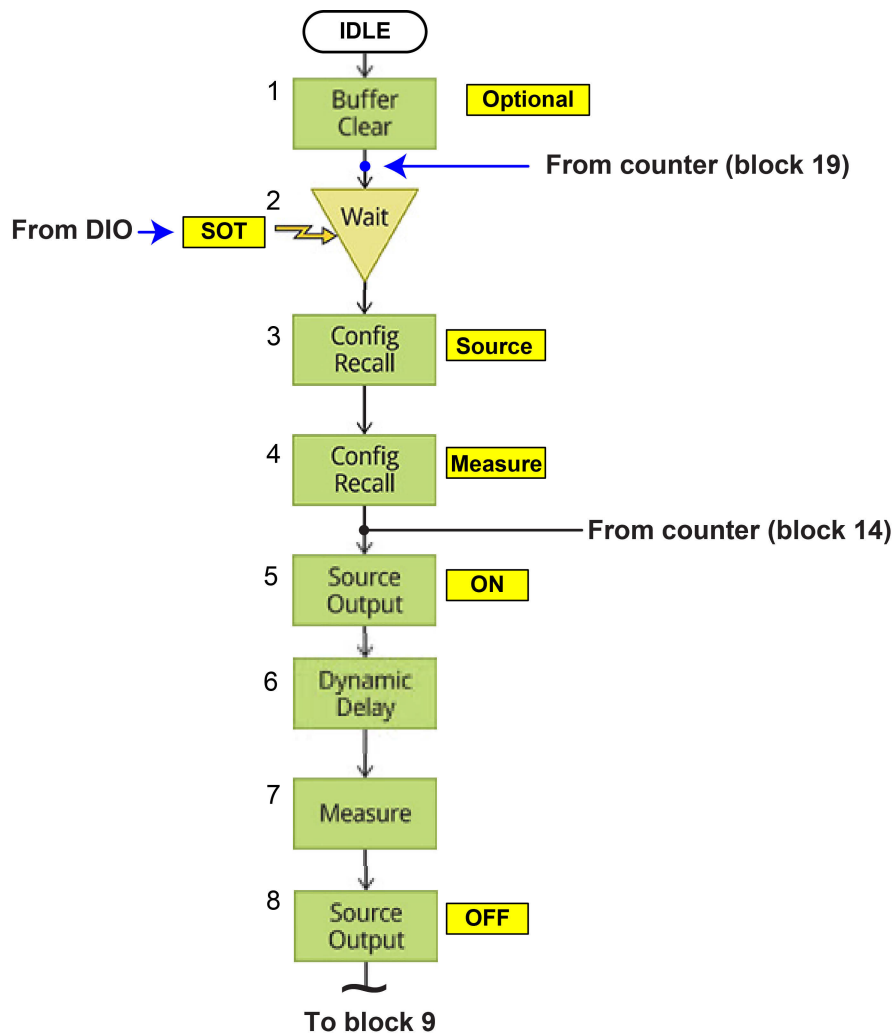 IDLE
1
Buffer
Clear
Optional
From counter (block 19)
2
Wait
From DIO
SOT
3
Config
Recall
Source
4
Config
Recall
Measure
From counter (block 14)
5
Source
Output
ON
6
Dynamic
Delay
7
Measure
8
Source
Output
OFF
To block 9